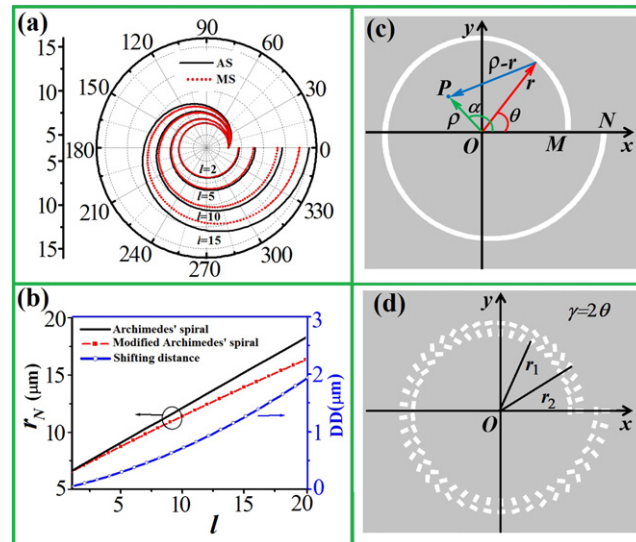 (a)
90
120
60
150
30
180
0
210
330
240
300
270
15
10
5
5
10
15
AS
MS
l=2
l=5
l=10
l=15
(b)
20
15
10
5
r_N (μm)
Archimedes' spiral
Modified Archimedes' spiral
Shifting distance
3
2
1
0
DD(μm)
5
10
15
20
l
(c)
y
ρ-r
P
r
ρ
α
θ
M
N
O
x
(d)
y
γ=2θ
r₁
r₂
O
x